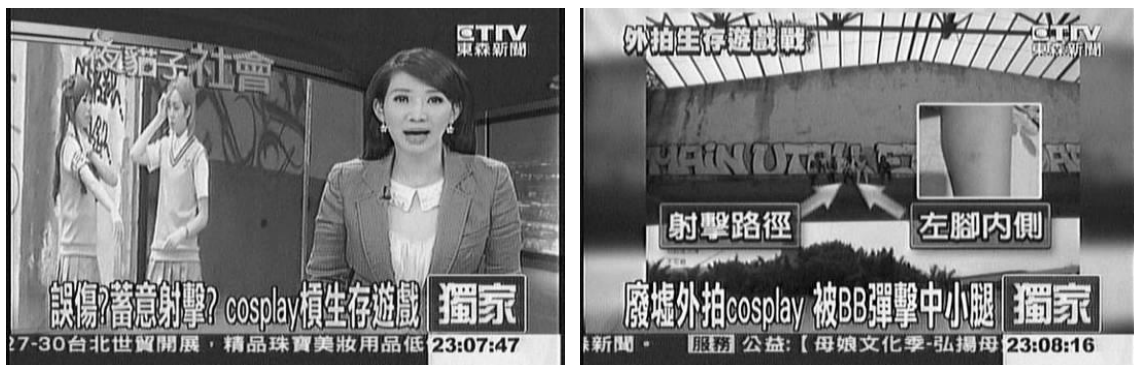 ETTV
東森新聞
夜貓子社會
誤傷?蓄意射擊? cosplay槓生存遊戲
獨家
27-30台北世貿開展,精品珠寶美妝用品低
23:07:47
外拍生存遊戲戰
ETTV
東森新聞
MAIN
射擊路徑
左腳內側
廢墟外拍cosplay 被BB彈擊中小腿
獨家
新聞。 服務 公益:【母娘文化季-弘揚母
23:08:16